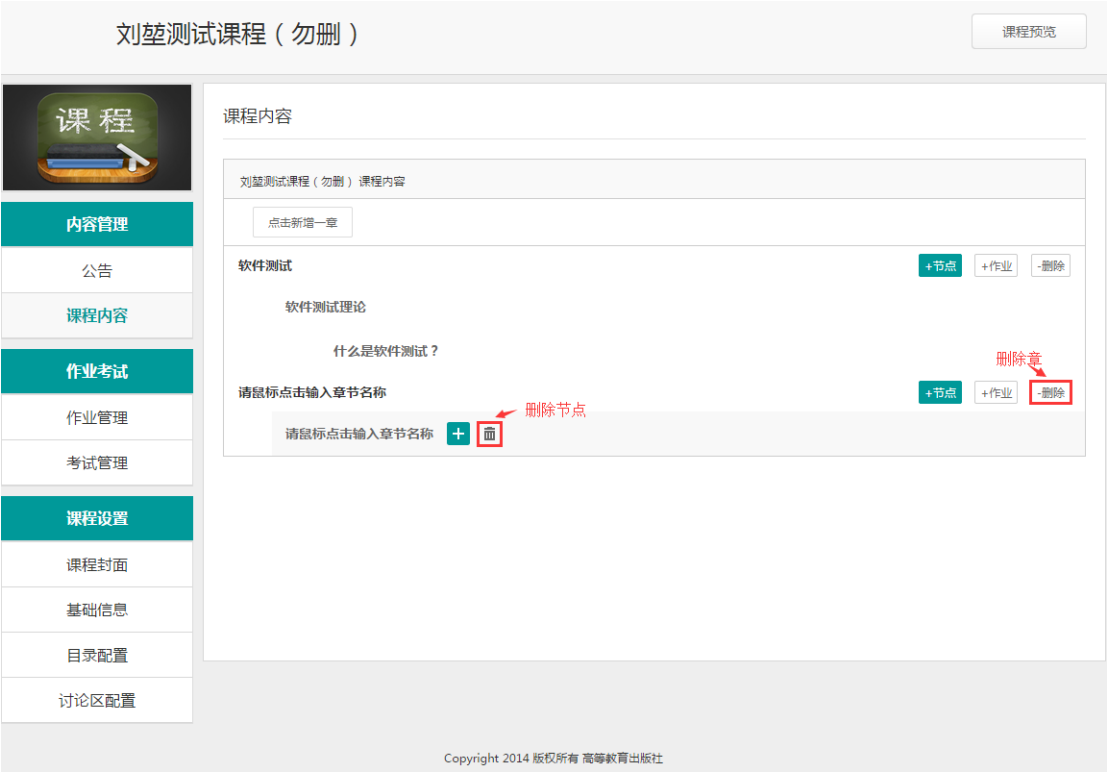 刘堃测试课程（勿删）
课程预览
课程
内容管理
公告
课程内容
作业考试
作业管理
考试管理
课程设置
课程封面
基础信息
目录配置
讨论区配置
课程内容
刘堃测试课程（勿删） 课程内容
点击新增一章
软件测试 +节点 +作业 -删除
软件测试理论
什么是软件测试？
删除章
请鼠标点击输入章节名称 +节点 +作业 -删除
删除节点
请鼠标点击输入章节名称 +
Copyright 2014 版权所有 高等教育出版社